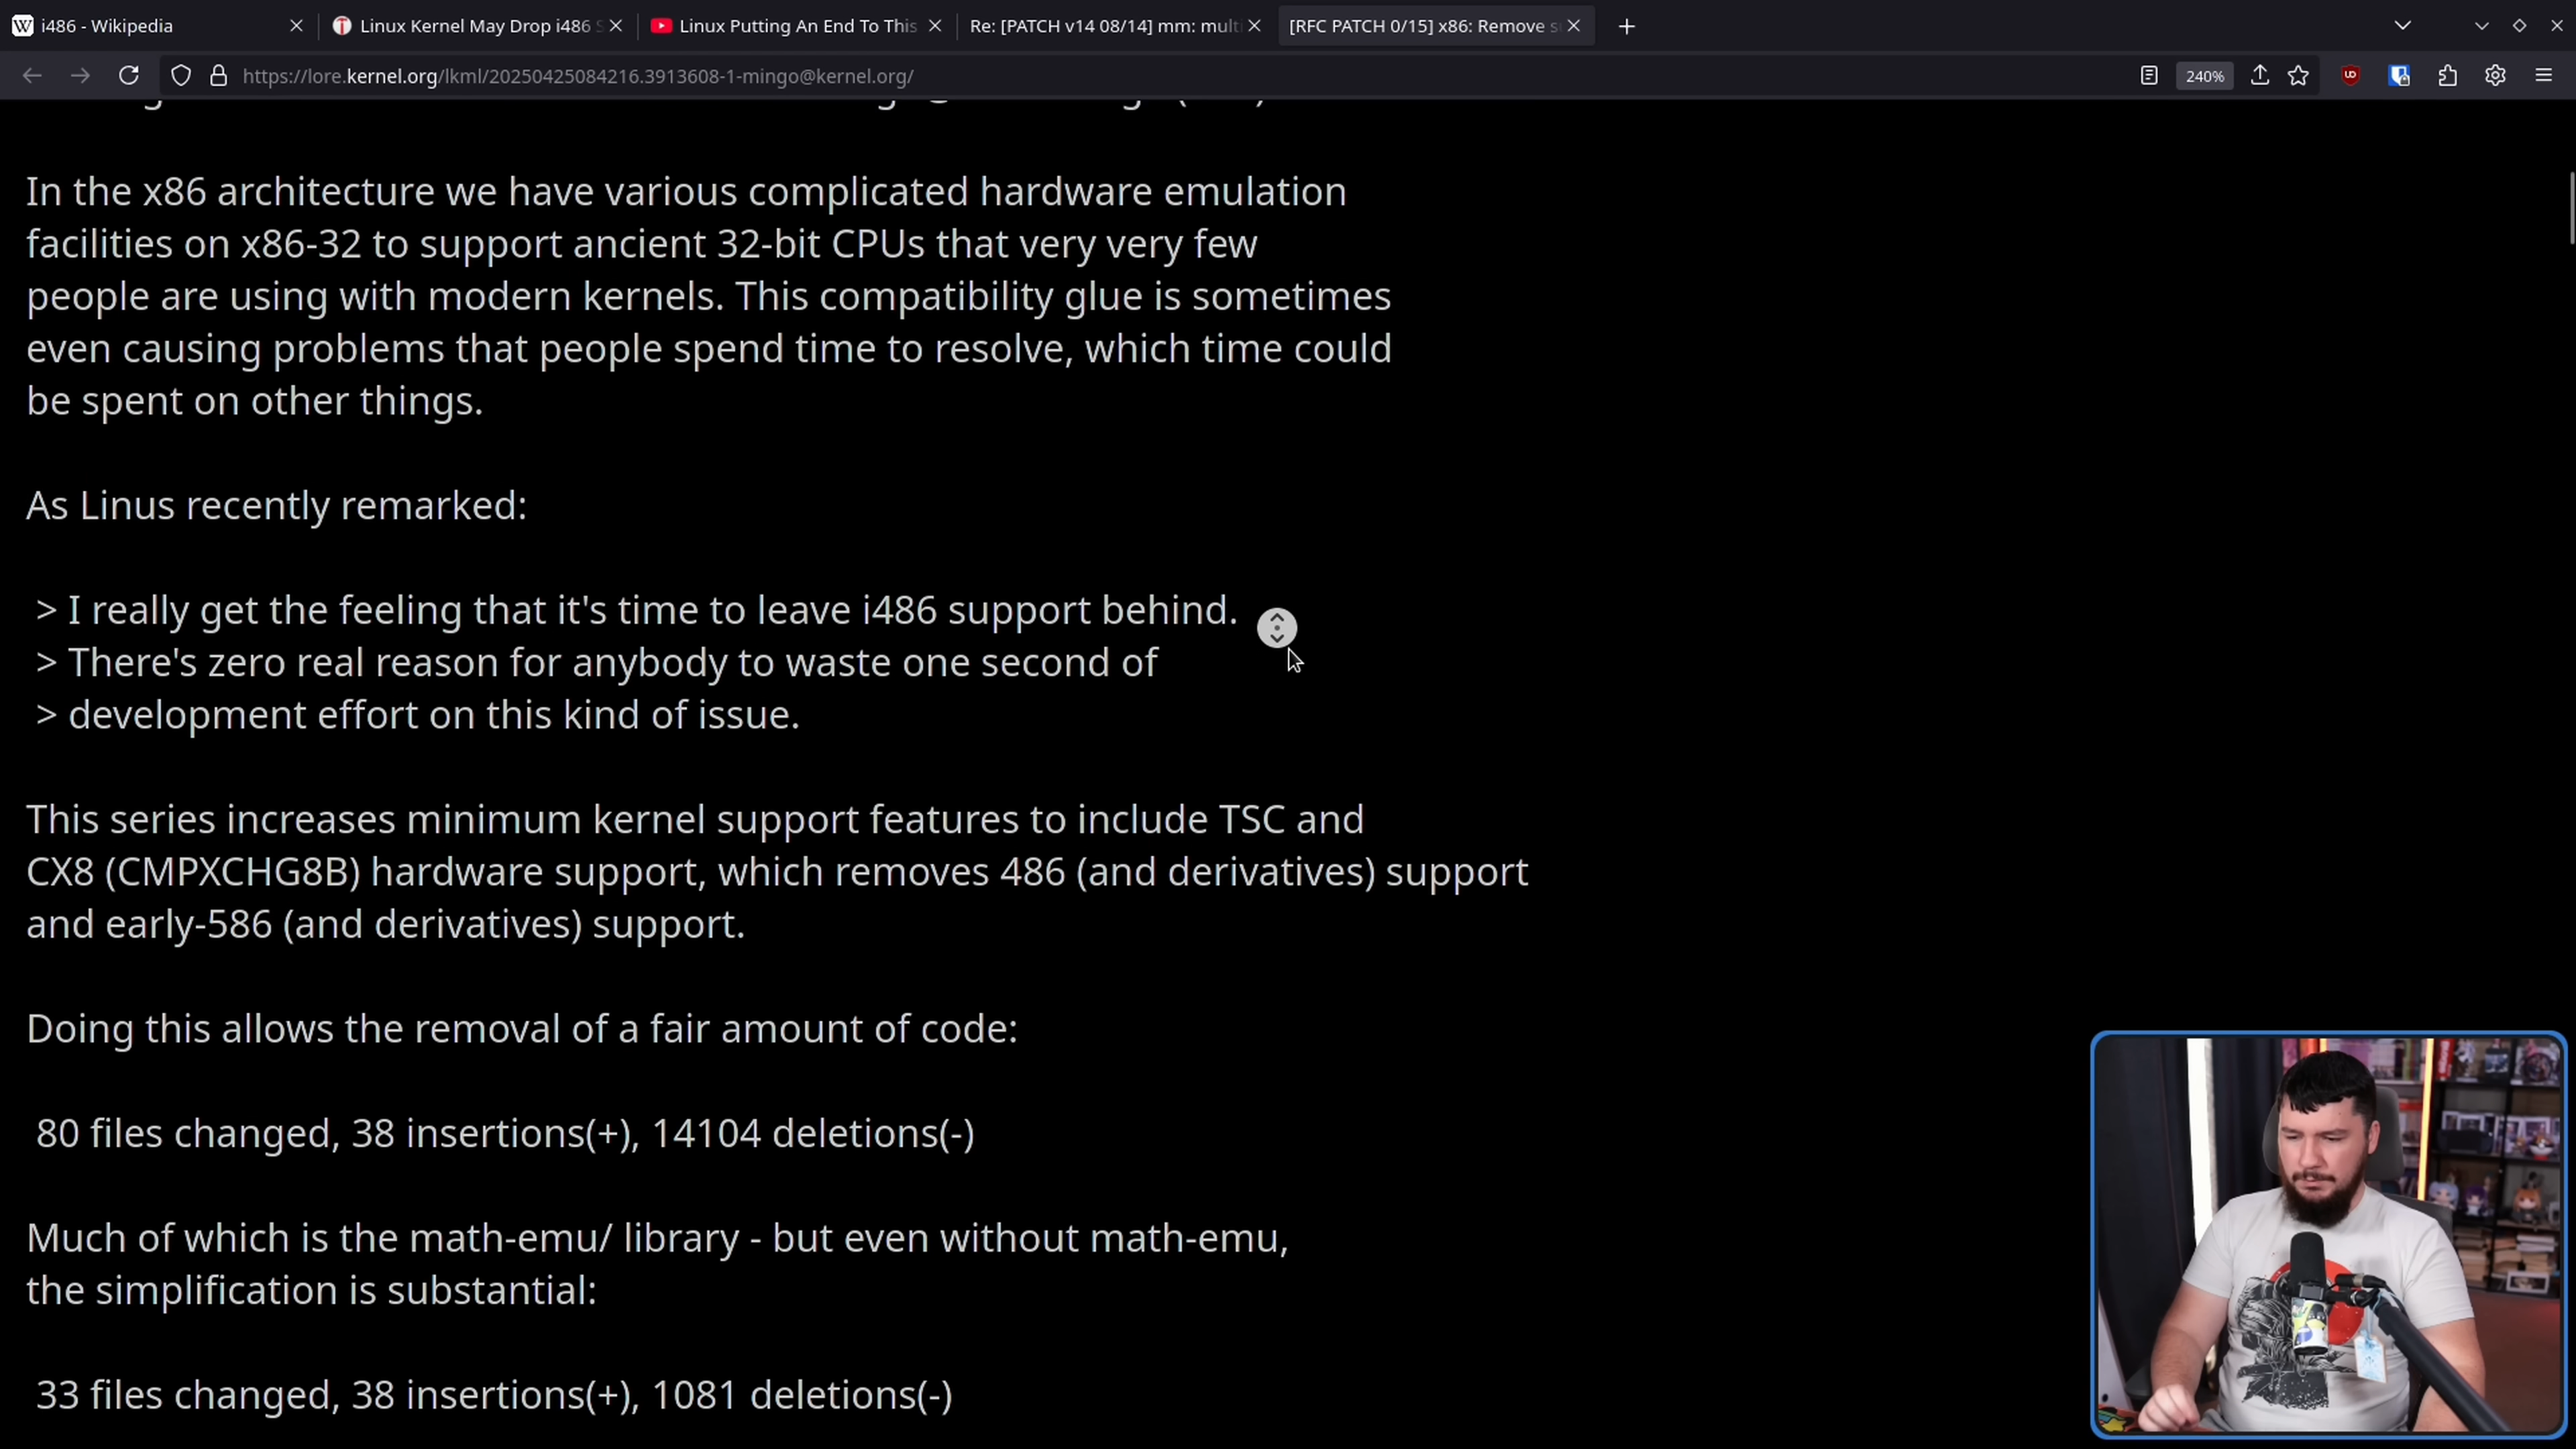 i486 - Wikipedia
Linux Kernel May Drop i486 S
Linux Putting An End To This
Re: [PATCH v14 08/14] mm: mult
[RFC PATCH 0/15] x86: Remove s
https://lore.kernel.org/lkml/20250425084216.3913608-1-mingo@kernel.org/
240%
In the x86 architecture we have various complicated hardware emulation
facilities on x86-32 to support ancient 32-bit CPUs that very very few
people are using with modern kernels. This compatibility glue is sometimes
even causing problems that people spend time to resolve, which time could
be spent on other things.
As Linus recently remarked:
> I really get the feeling that it's time to leave i486 support behind.
> There's zero real reason for anybody to waste one second of
> development effort on this kind of issue.
This series increases minimum kernel support features to include TSC and
CX8 (CMPXCHG8B) hardware support, which removes 486 (and derivatives) support
and early-586 (and derivatives) support.
Doing this allows the removal of a fair amount of code:
80 files changed, 38 insertions(+), 14104 deletions(-)
Much of which is the math-emu/ library - but even without math-emu,
the simplification is substantial:
33 files changed, 38 insertions(+), 1081 deletions(-)